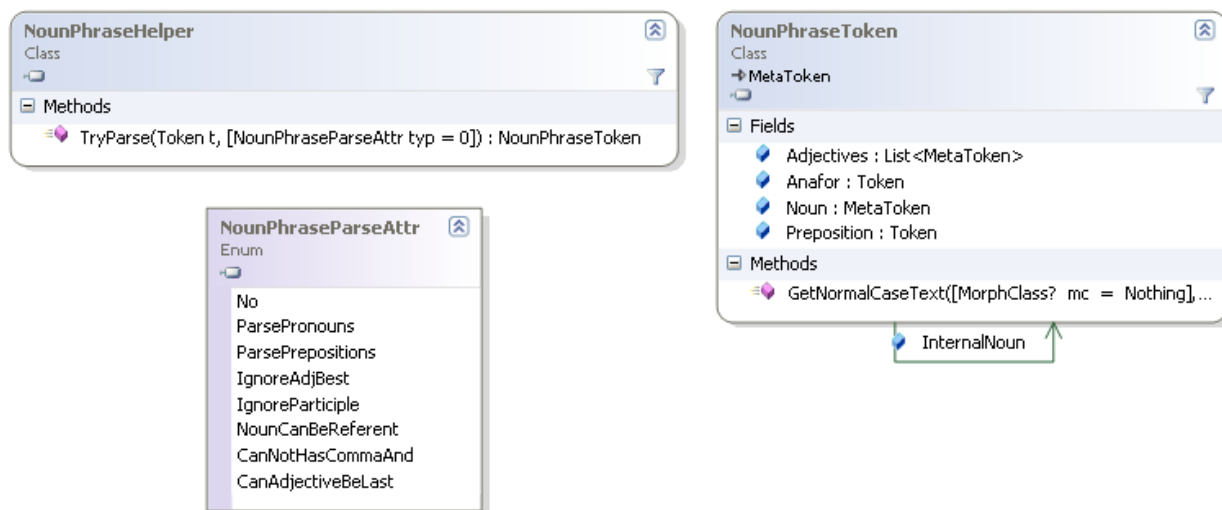 NounPhraseHelper
Class
Methods
TryParse(Token t, [NounPhraseParseAttr typ = 0]) : NounPhraseToken
NounPhraseToken
Class
MetaToken
Fields
Adjectives : List<MetaToken>
Anafor : Token
Noun : MetaToken
Preposition : Token
Methods
GetNormalCaseText([MorphClass? mc = Nothing],...
InternalNoun
NounPhraseParseAttr
Enum
No
ParsePronouns
ParsePrepositions
IgnoreAdjBest
IgnoreParticiple
NounCanBeReferent
CanNotHasCommaAnd
CanAdjectiveBeLast